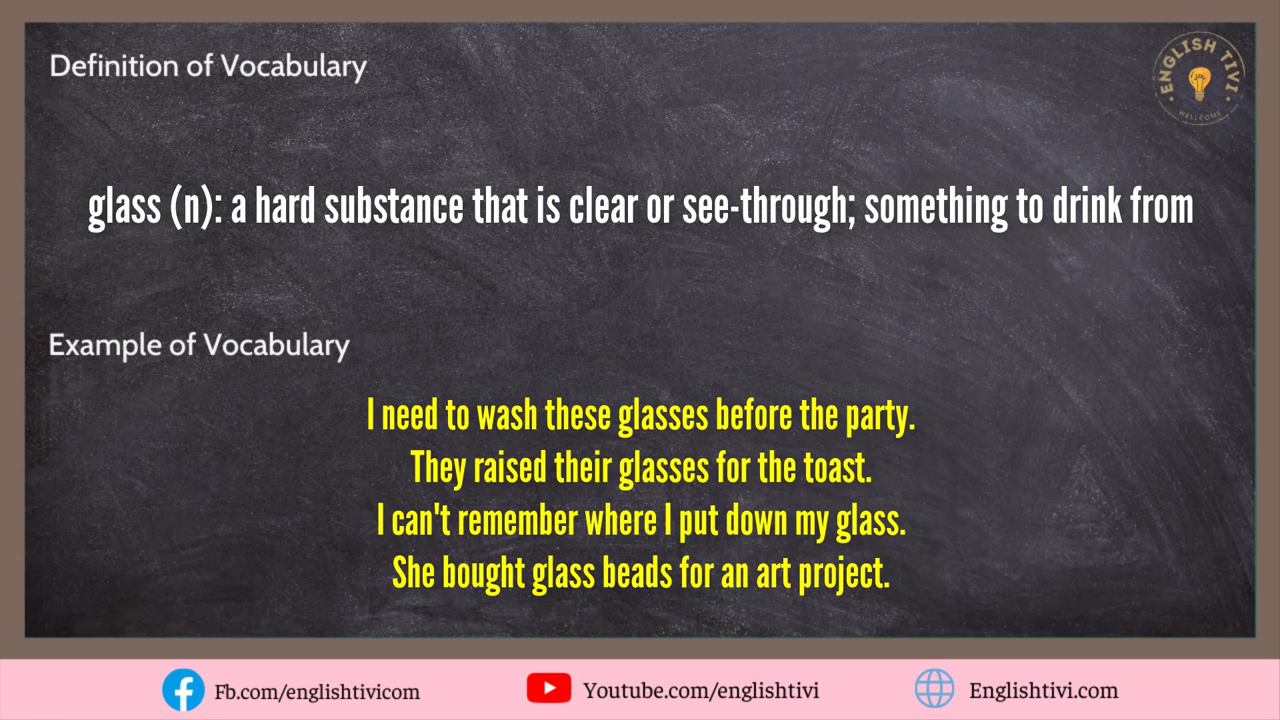 Definition of Vocabulary
ENGLISH TIVI
WELLCOME
glass (n): a hard substance that is clear or see-through; something to drink from
Example of Vocabulary
I need to wash these glasses before the party.
They raised their glasses for the toast.
I can't remember where I put down my glass.
She bought glass beads for an art project.
Fb.com/englishtivicom
Youtube.com/englishtivi
Englishtivi.com